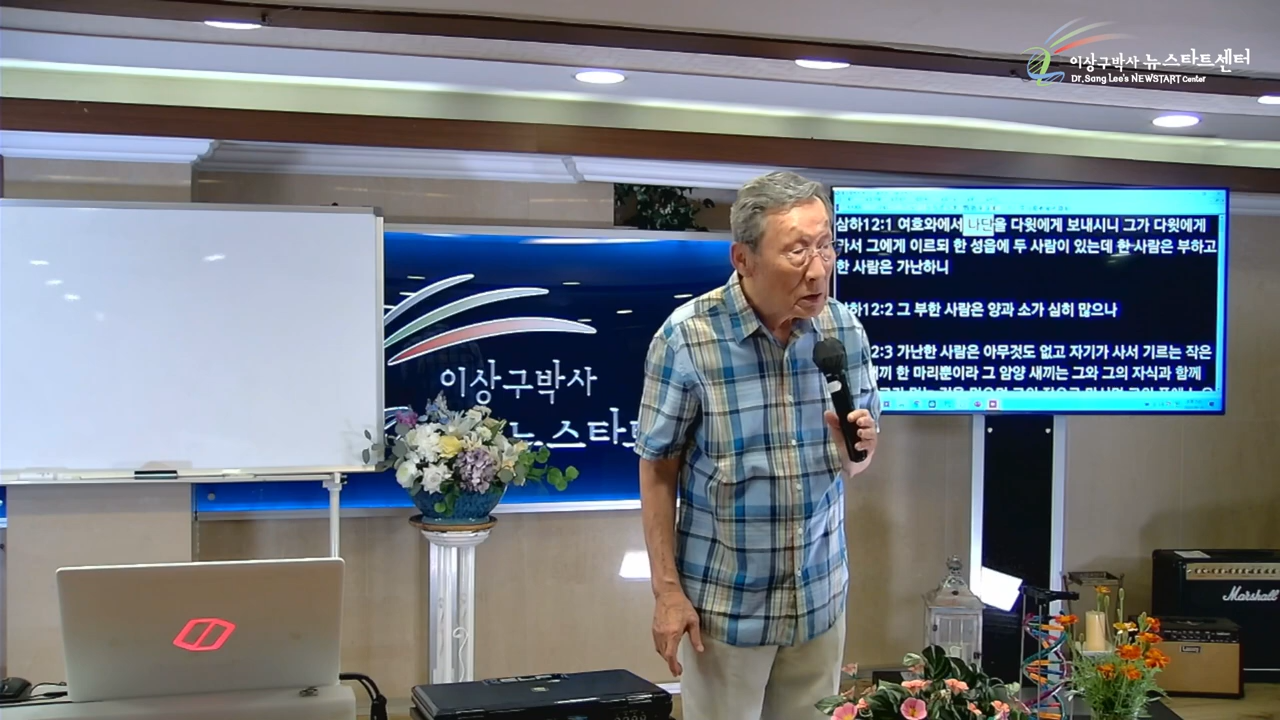 이상구박사 뉴스타트센터
Dr. Sang Lee's NEWSTART Center
삼하12:1 여호와께서 나단을 다윗에게 보내시니 그가 다윗에게
가서 그에게 이르되 한 성읍에 두 사람이 있는데 한 사람은 부하고
한 사람은 가난하니
하12:2 그 부한 사람은 양과 소가 심히 많으나
2:3 가난한 사람은 아무것도 없고 자기가 사서 기르는 작은
새끼 한 마리뿐이라 그 암양 새끼는 그와 그의 자식과 함께
이상구박사
뉴스타트
Marshall
Laney